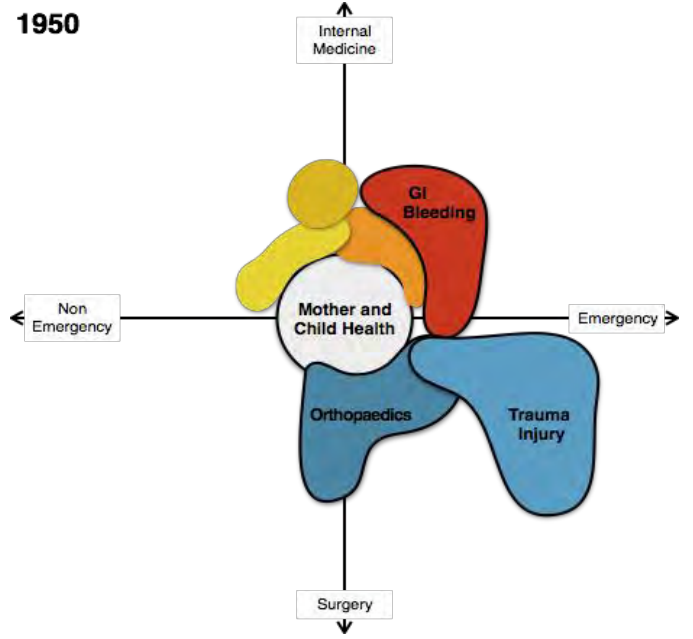 1950
Internal
Medicine
GI
Bleeding
Non
Emergency
Mother and
Child Health
Emergency
Orthopaedics
Trauma
Injury
Surgery